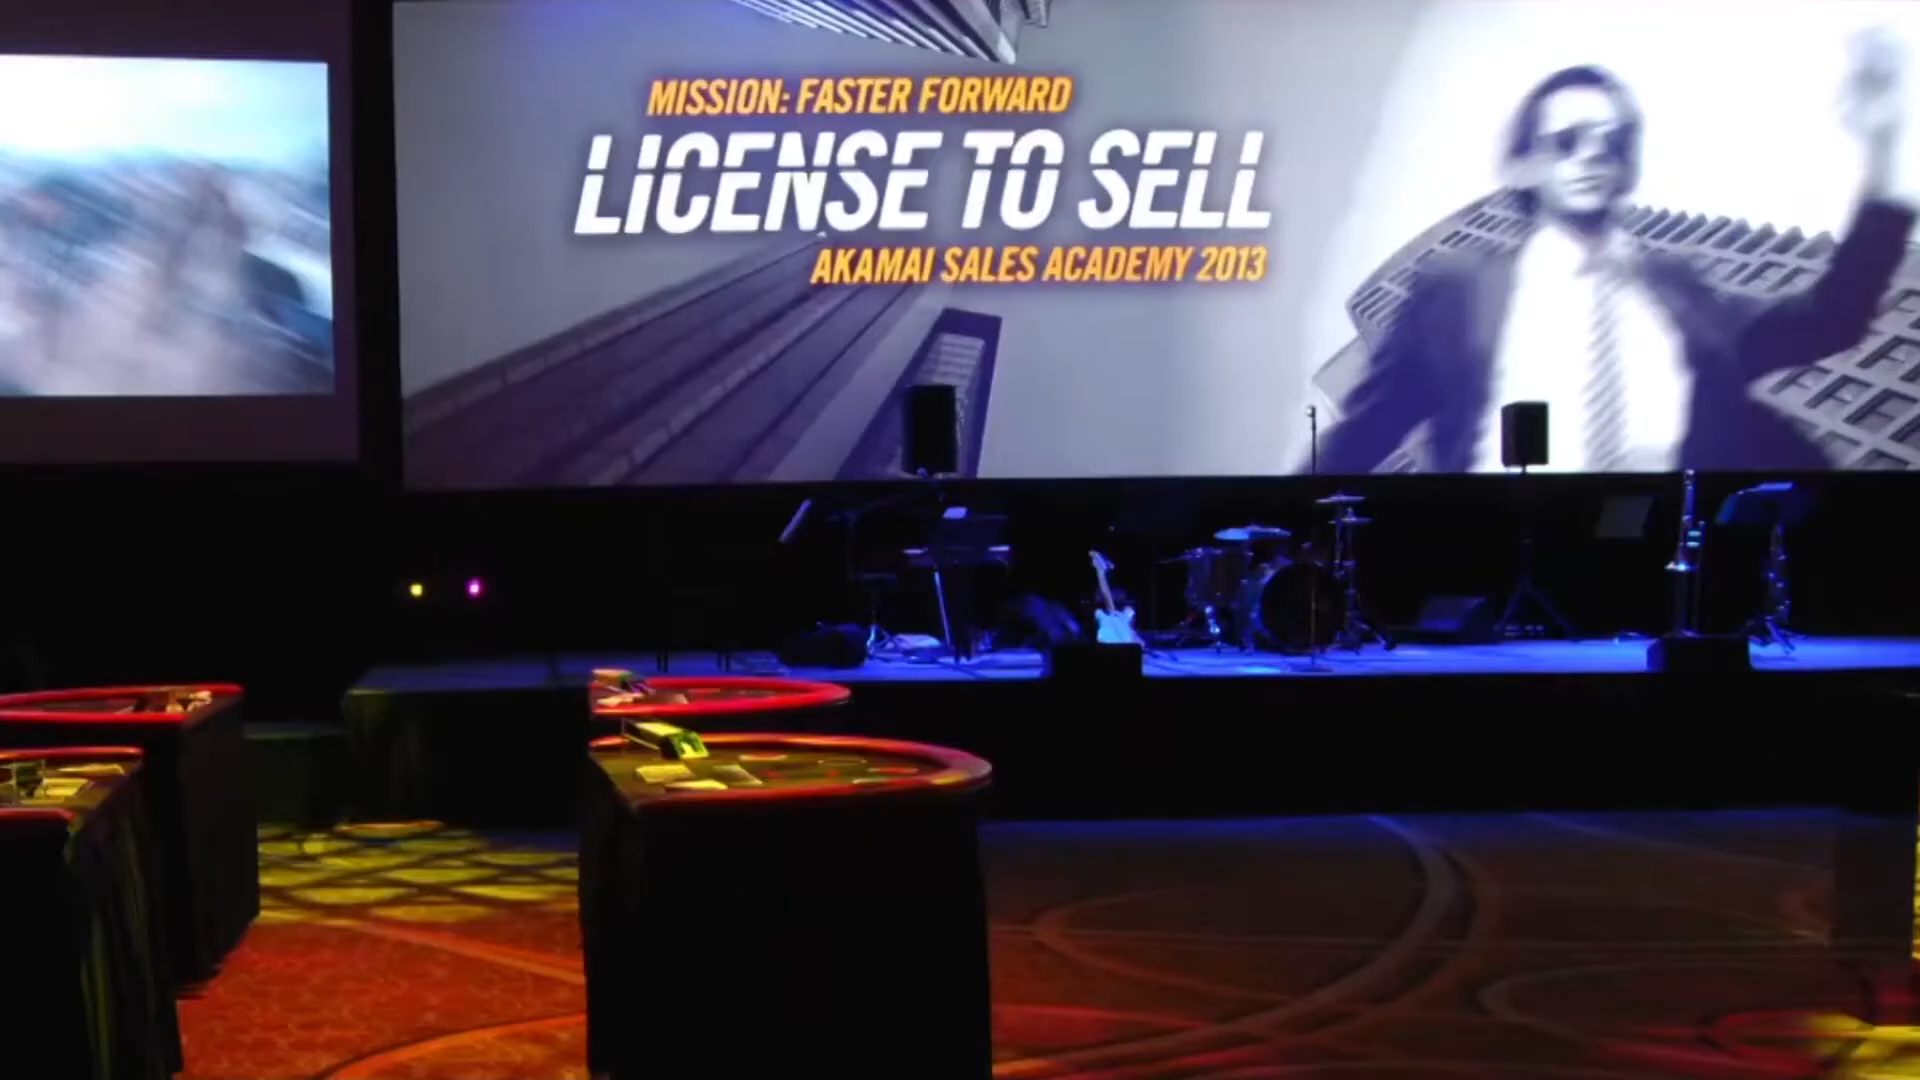 MISSION: FASTER FORWARD
LICENSE TO SELL
AKAMAI SALES ACADEMY 2013